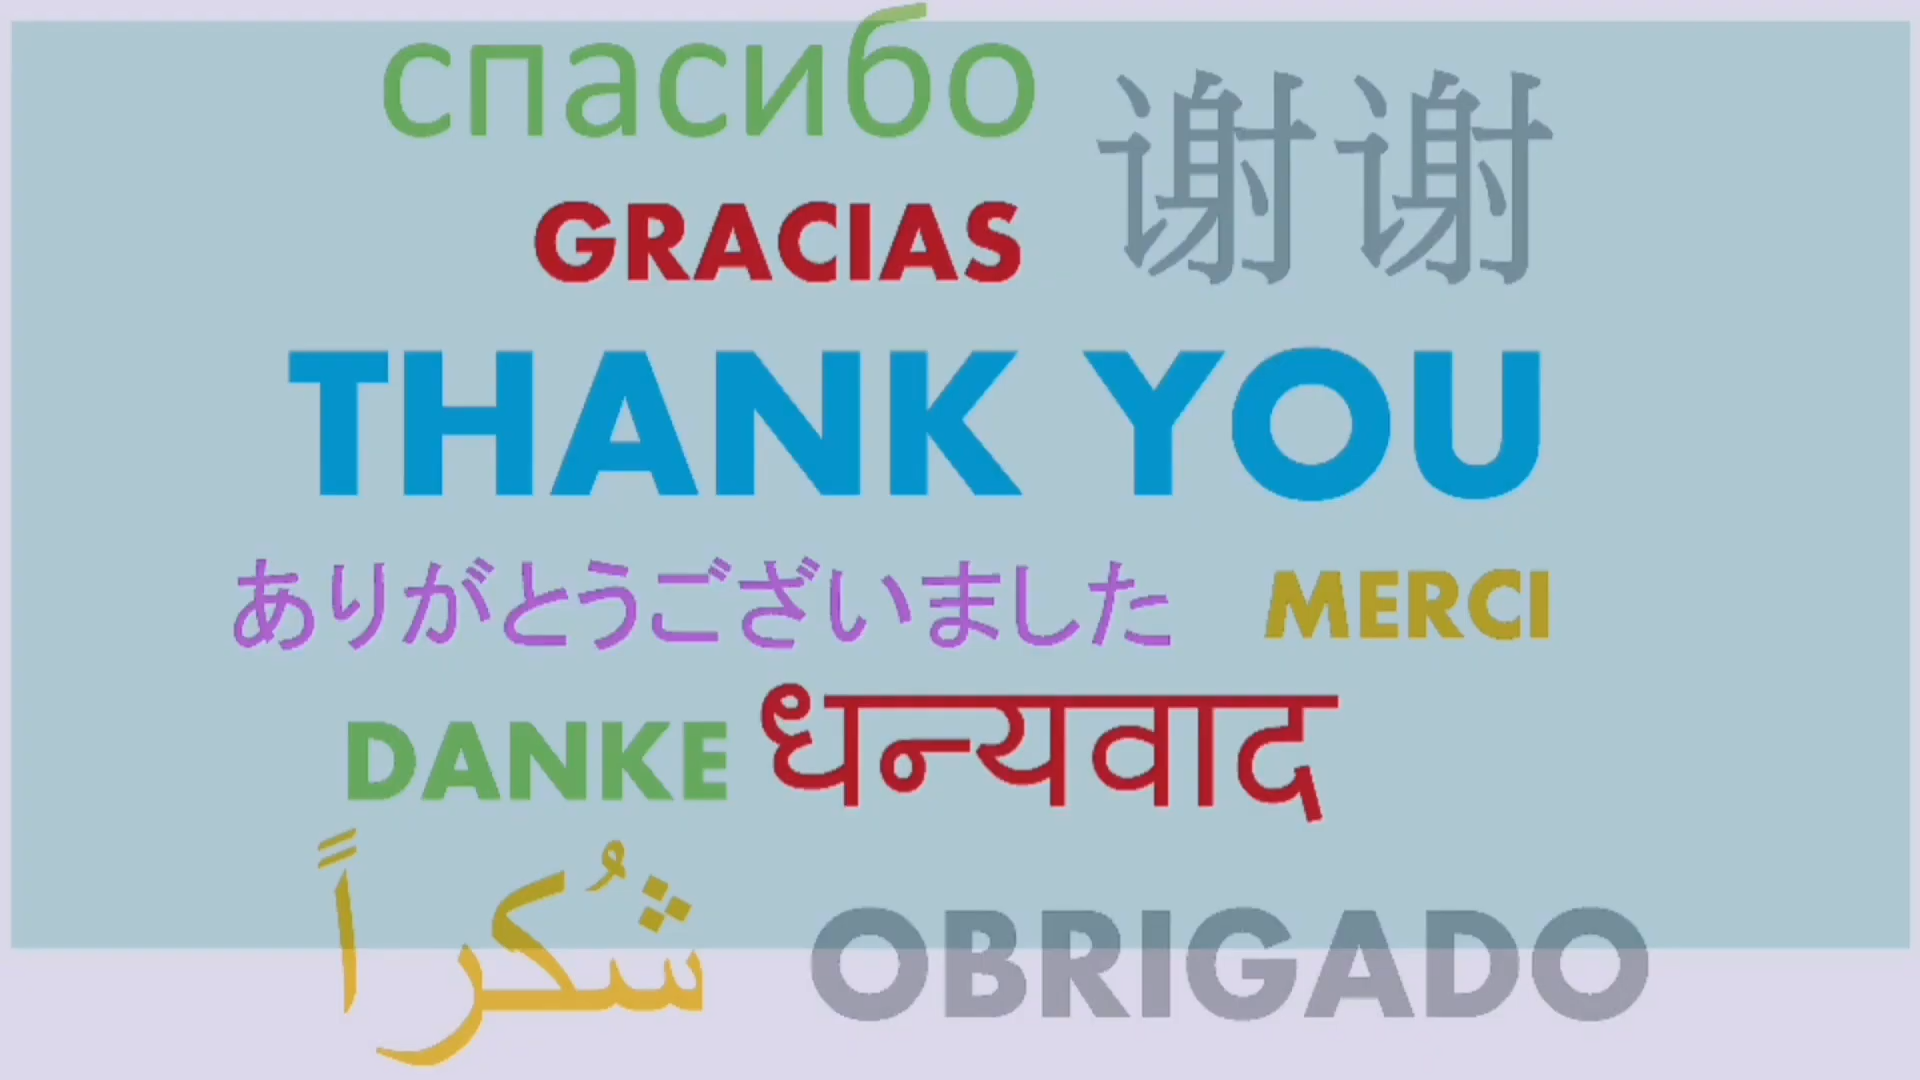 спасибо
谢谢
GRACIAS
THANK YOU
ありがとうございました MERCI
DANKE धन्यवाद
شُكراً OBRIGADO